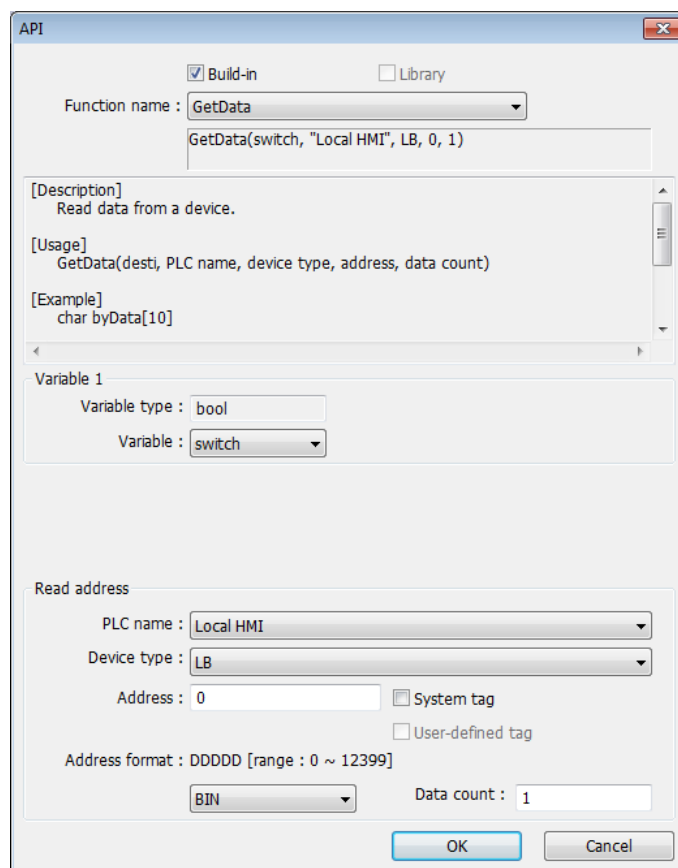 API
Build-in
Library
Function name : GetData
GetData(switch, "Local HMI", LB, 0, 1)
[Description]
Read data from a device.
[Usage]
GetData(desti, PLC name, device type, address, data count)
[Example]
char byData[10]
Variable 1
Variable type : bool
Variable : switch
Read address
PLC name : Local HMI
Device type : LB
Address : 0
System tag
User-defined tag
Address format : DDDDD [range : 0 ~ 12399]
BIN
Data count : 1
OK
Cancel